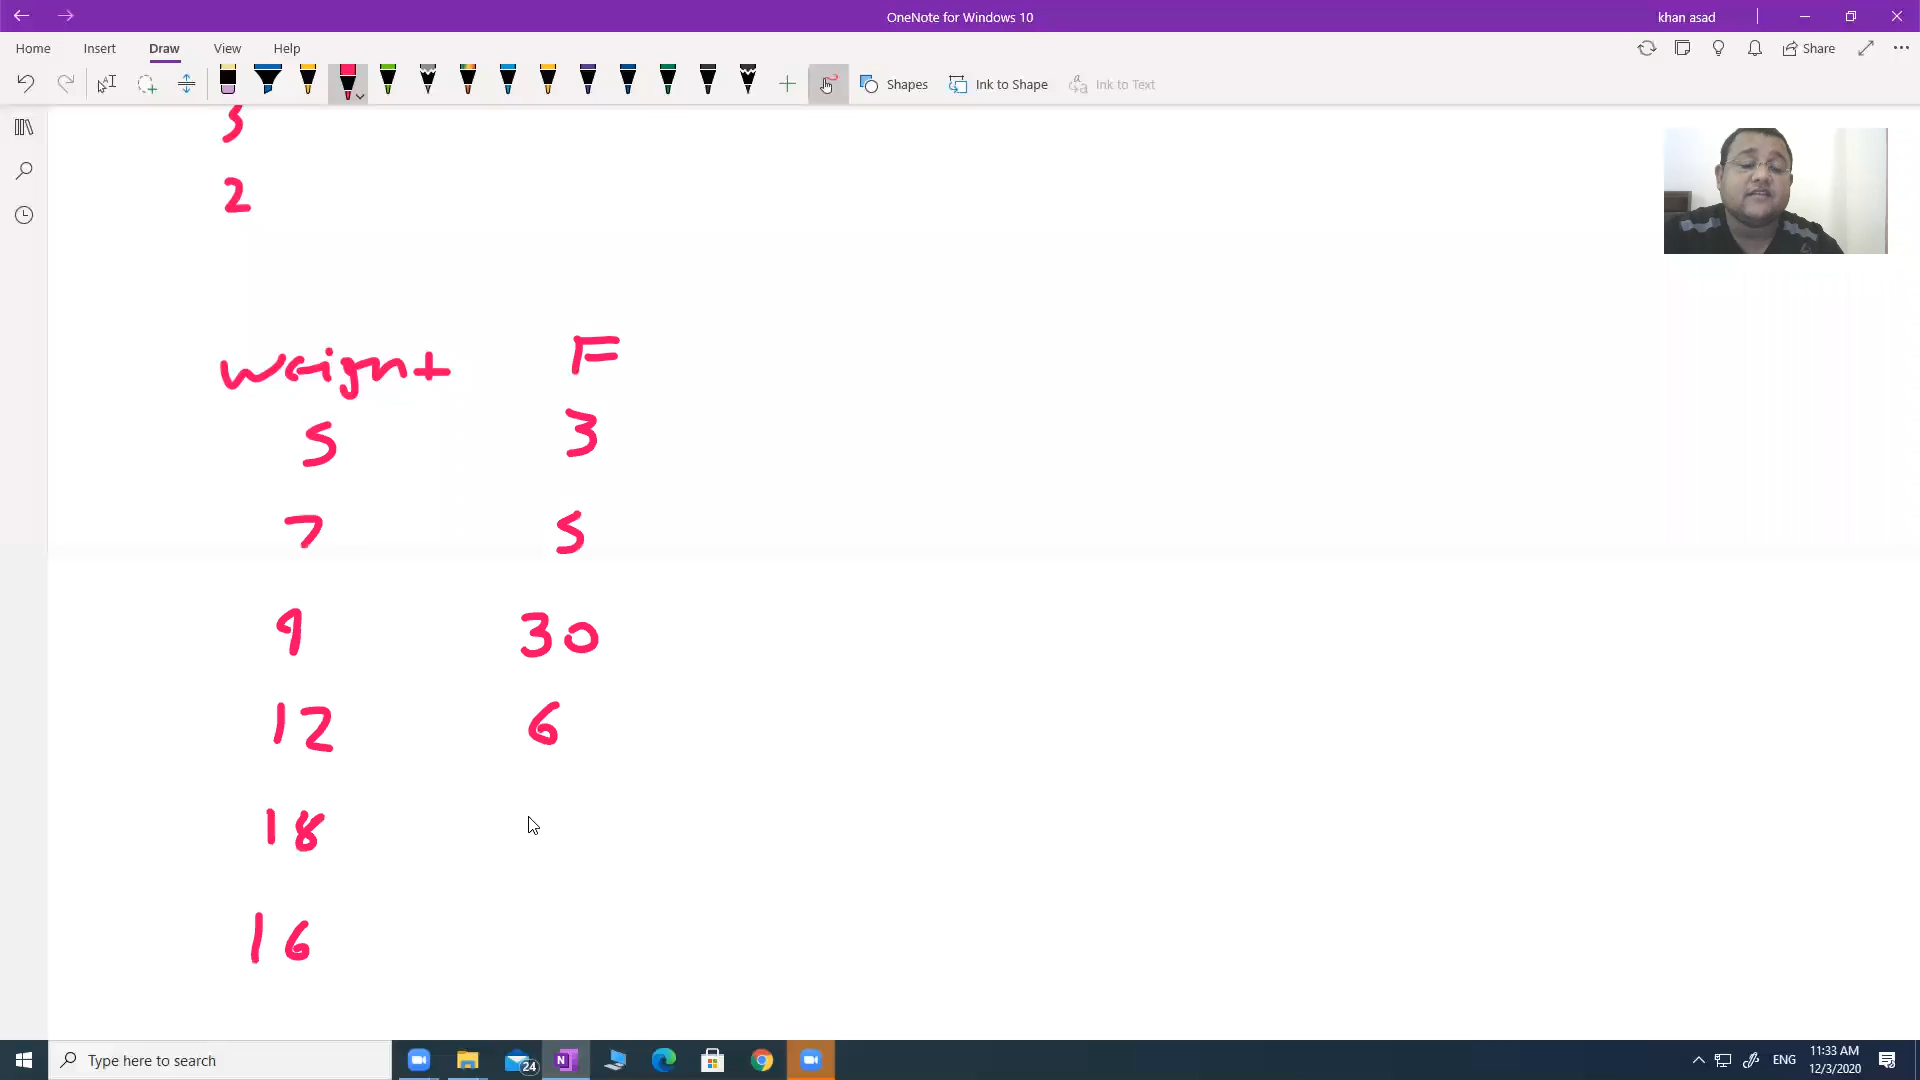 OneNote for Windows 10
khan asad
Home Insert Draw View Help
Share
Shapes Ink to Shape Ink to Text
3
2
weight F
5 3
7 5
9 30
12 6
18
16
Type here to search
24
ENG
11:33 AM
12/3/2020